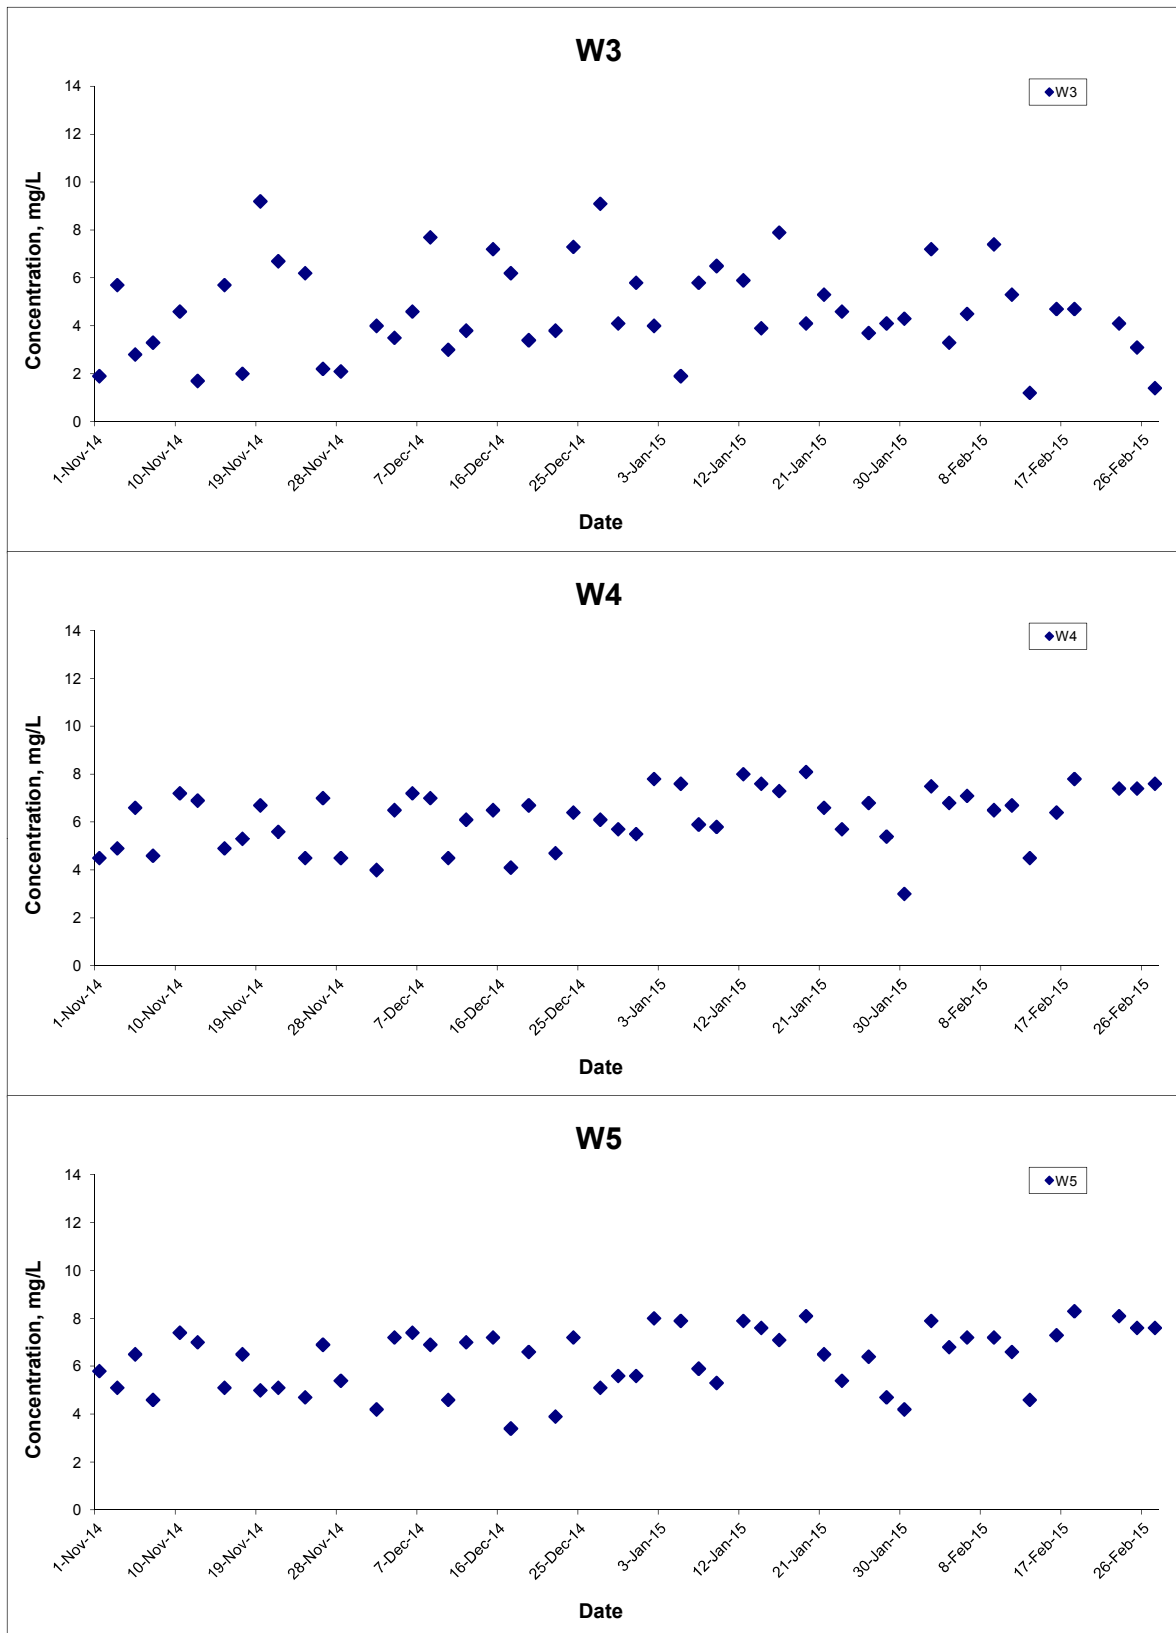 W3
W3
14
12
10
8
6
4
2
0
Concentration, mg/L
1-Nov-14
10-Nov-14
19-Nov-14
28-Nov-14
7-Dec-14
16-Dec-14
25-Dec-14
3-Jan-15
12-Jan-15
21-Jan-15
30-Jan-15
8-Feb-15
17-Feb-15
26-Feb-15
Date
W4
W4
14
12
10
8
6
4
2
0
Concentration, mg/L
1-Nov-14
10-Nov-14
19-Nov-14
28-Nov-14
7-Dec-14
16-Dec-14
25-Dec-14
3-Jan-15
12-Jan-15
21-Jan-15
30-Jan-15
8-Feb-15
17-Feb-15
26-Feb-15
Date
W5
W5
14
12
10
8
6
4
2
0
Concentration, mg/L
1-Nov-14
10-Nov-14
19-Nov-14
28-Nov-14
7-Dec-14
16-Dec-14
25-Dec-14
3-Jan-15
12-Jan-15
21-Jan-15
30-Jan-15
8-Feb-15
17-Feb-15
26-Feb-15
Date